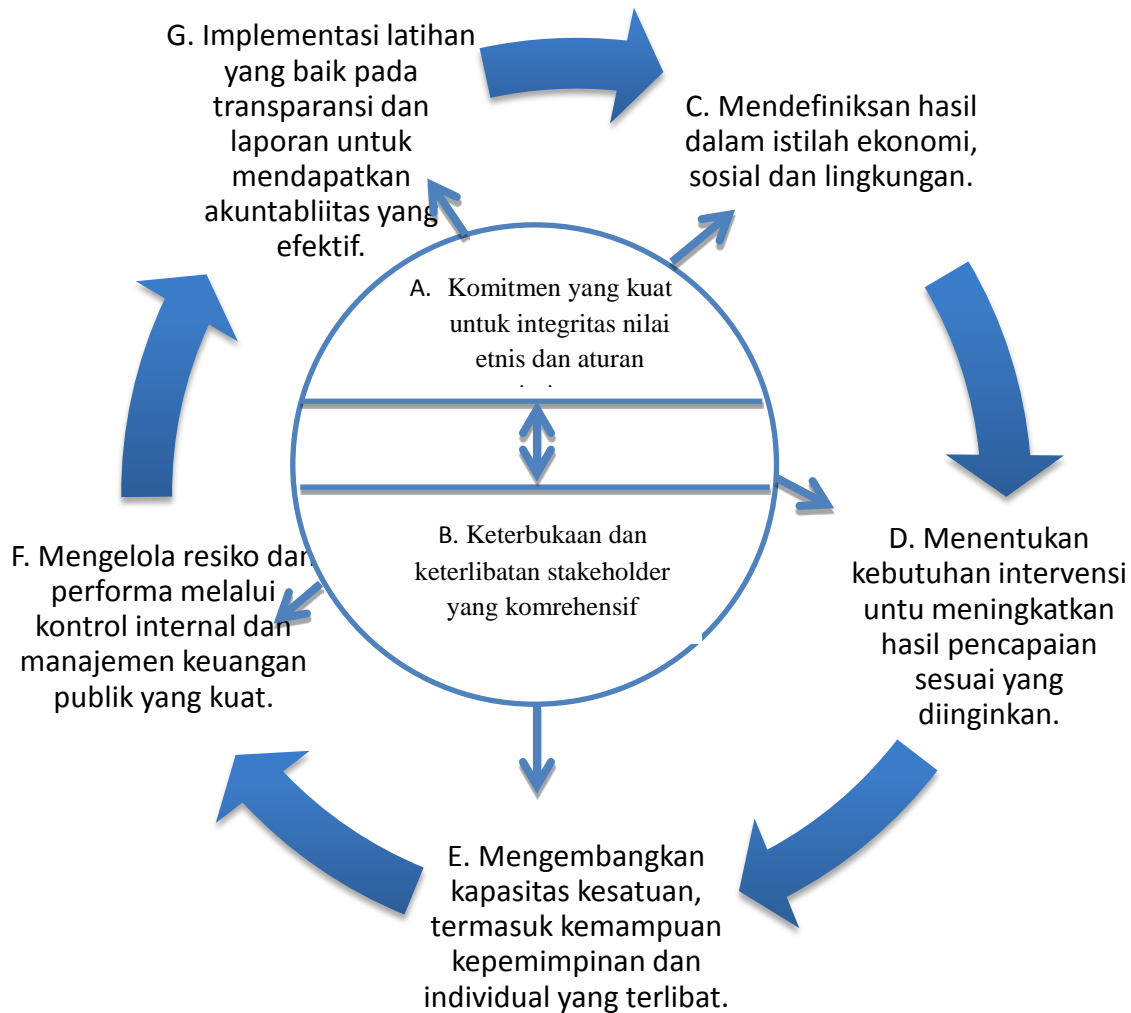 G. Implementasi latihan
yang baik pada
transparansi dan
laporan untuk
mendapatkan
akuntabliitas yang
efektif.
C. Mendefiniksan hasil
dalam istilah ekonomi,
sosial dan lingkungan.
A. Komitmen yang kuat
untuk integritas nilai
etnis dan aturan
B. Keterbukaan dan
keterlibatan stakeholder
yang komrehensif
D. Menentukan
kebutuhan intervensi
untu meningkatkan
hasil pencapaian
sesuai yang
diinginkan.
E. Mengembangkan
kapasitas kesatuan,
termasuk kemampuan
kepemimpinan dan
individual yang terlibat.
F. Mengelola resiko dan
performa melalui
kontrol internal dan
manajemen keuangan
publik yang kuat.